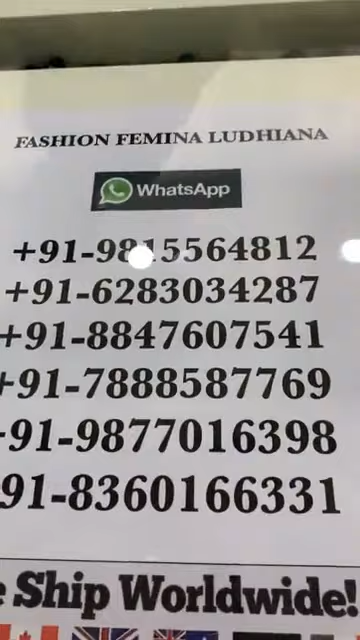 FASHION FEMINA LUDHIANA
WhatsApp
+91-9815564812
+91-6283034287
+91-8847607541
+91-7888587769
-91-9877016398
91-8360166331
Ship Worldwide!